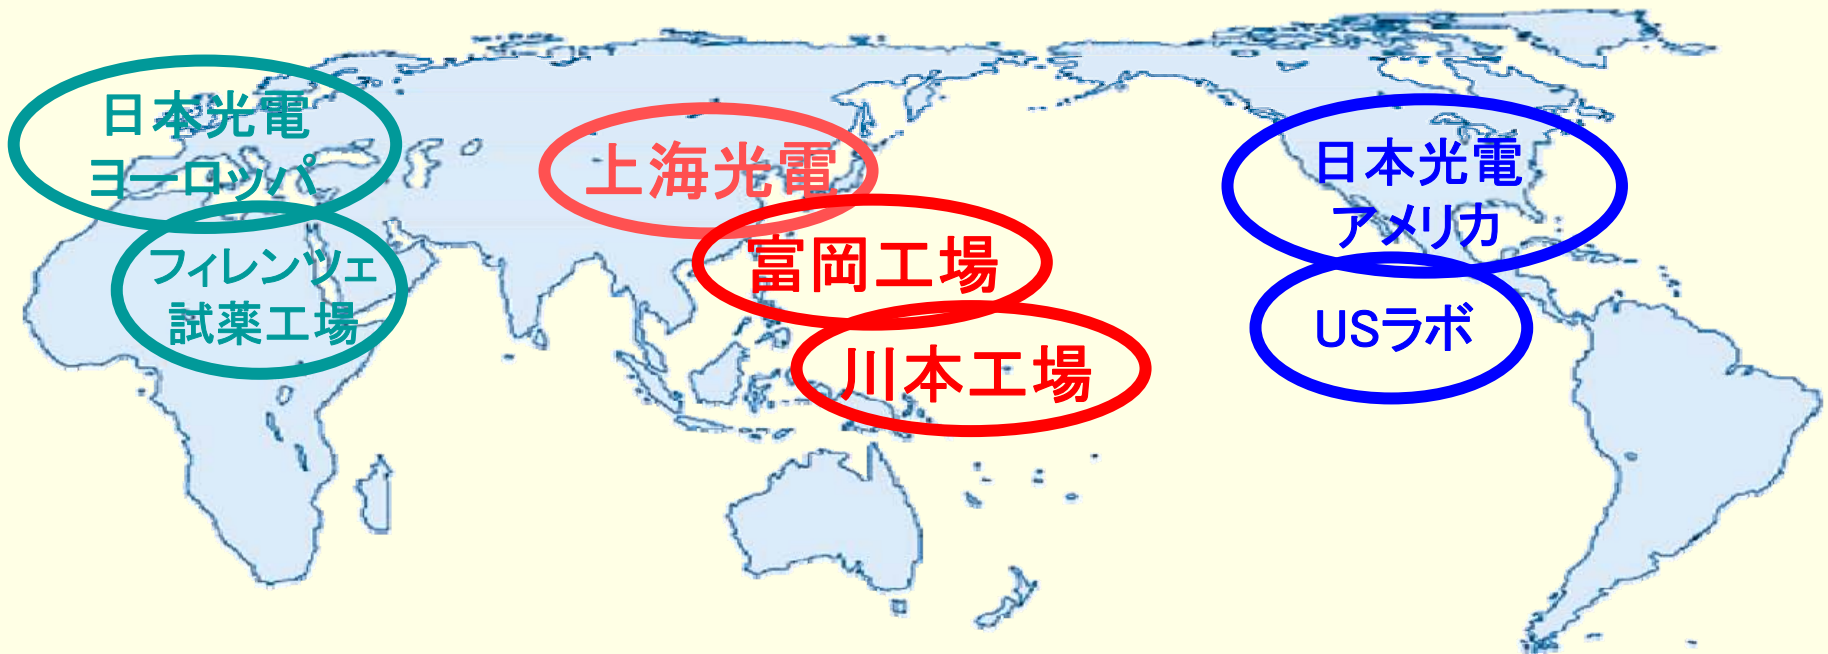 日本光電
ヨーロッパ
フィレンツェ
試薬工場
上海光電
富岡工場
川本工場
日本光電
アメリカ
USラボ